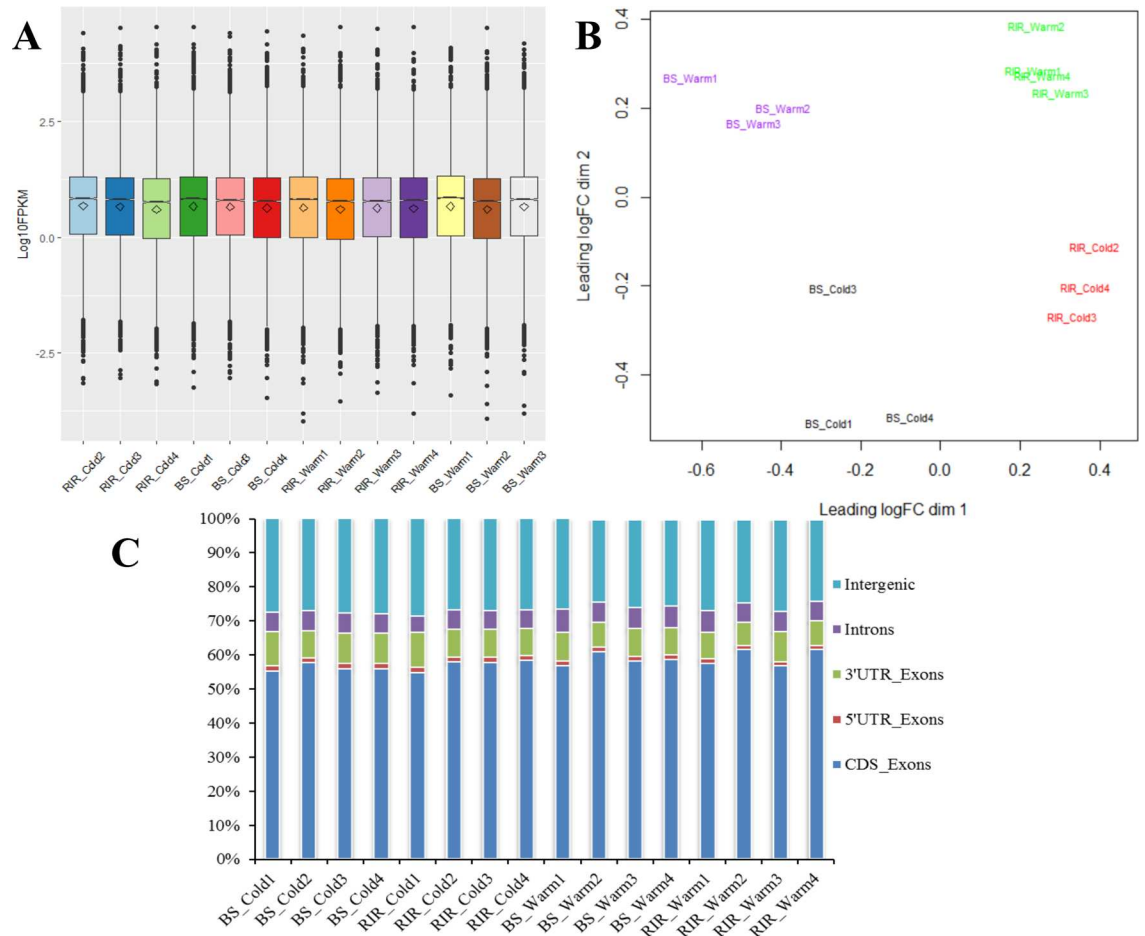 A
Log10FPKM
2.5
0.0
-2.5
RIR_Cold2
RIR_Cold3
RIR_Cold4
BS_Cold1
BS_Cold3
BS_Cold4
RIR_Warm1
RIR_Warm2
RIR_Warm3
RIR_Warm4
BS_Warm1
BS_Warm2
BS_Warm3
B
Leading logFC dim 2
0.4
0.2
0.0
-0.2
-0.4
RIR_Warm2
RIR_Warm1
RIR_Warm4
RIR_Warm3
BS_Warm1
BS_Warm2
BS_Warm3
RIR_Cold2
RIR_Cold4
RIR_Cold3
BS_Cold3
BS_Cold4
BS_Cold1
-0.6
-0.4
-0.2
0.0
0.2
0.4
Leading logFC dim 1
C
100%
90%
80%
70%
60%
50%
40%
30%
20%
10%
0%
BS_Cold1
BS_Cold2
BS_Cold3
BS_Cold4
RIR_Cold1
RIR_Cold2
RIR_Cold3
RIR_Cold4
BS_Warm1
BS_Warm2
BS_Warm3
BS_Warm4
RIR_Warm1
RIR_Warm2
RIR_Warm3
RIR_Warm4
Intergenic
Introns
3'UTR_Exons
5'UTR_Exons
CDS_Exons